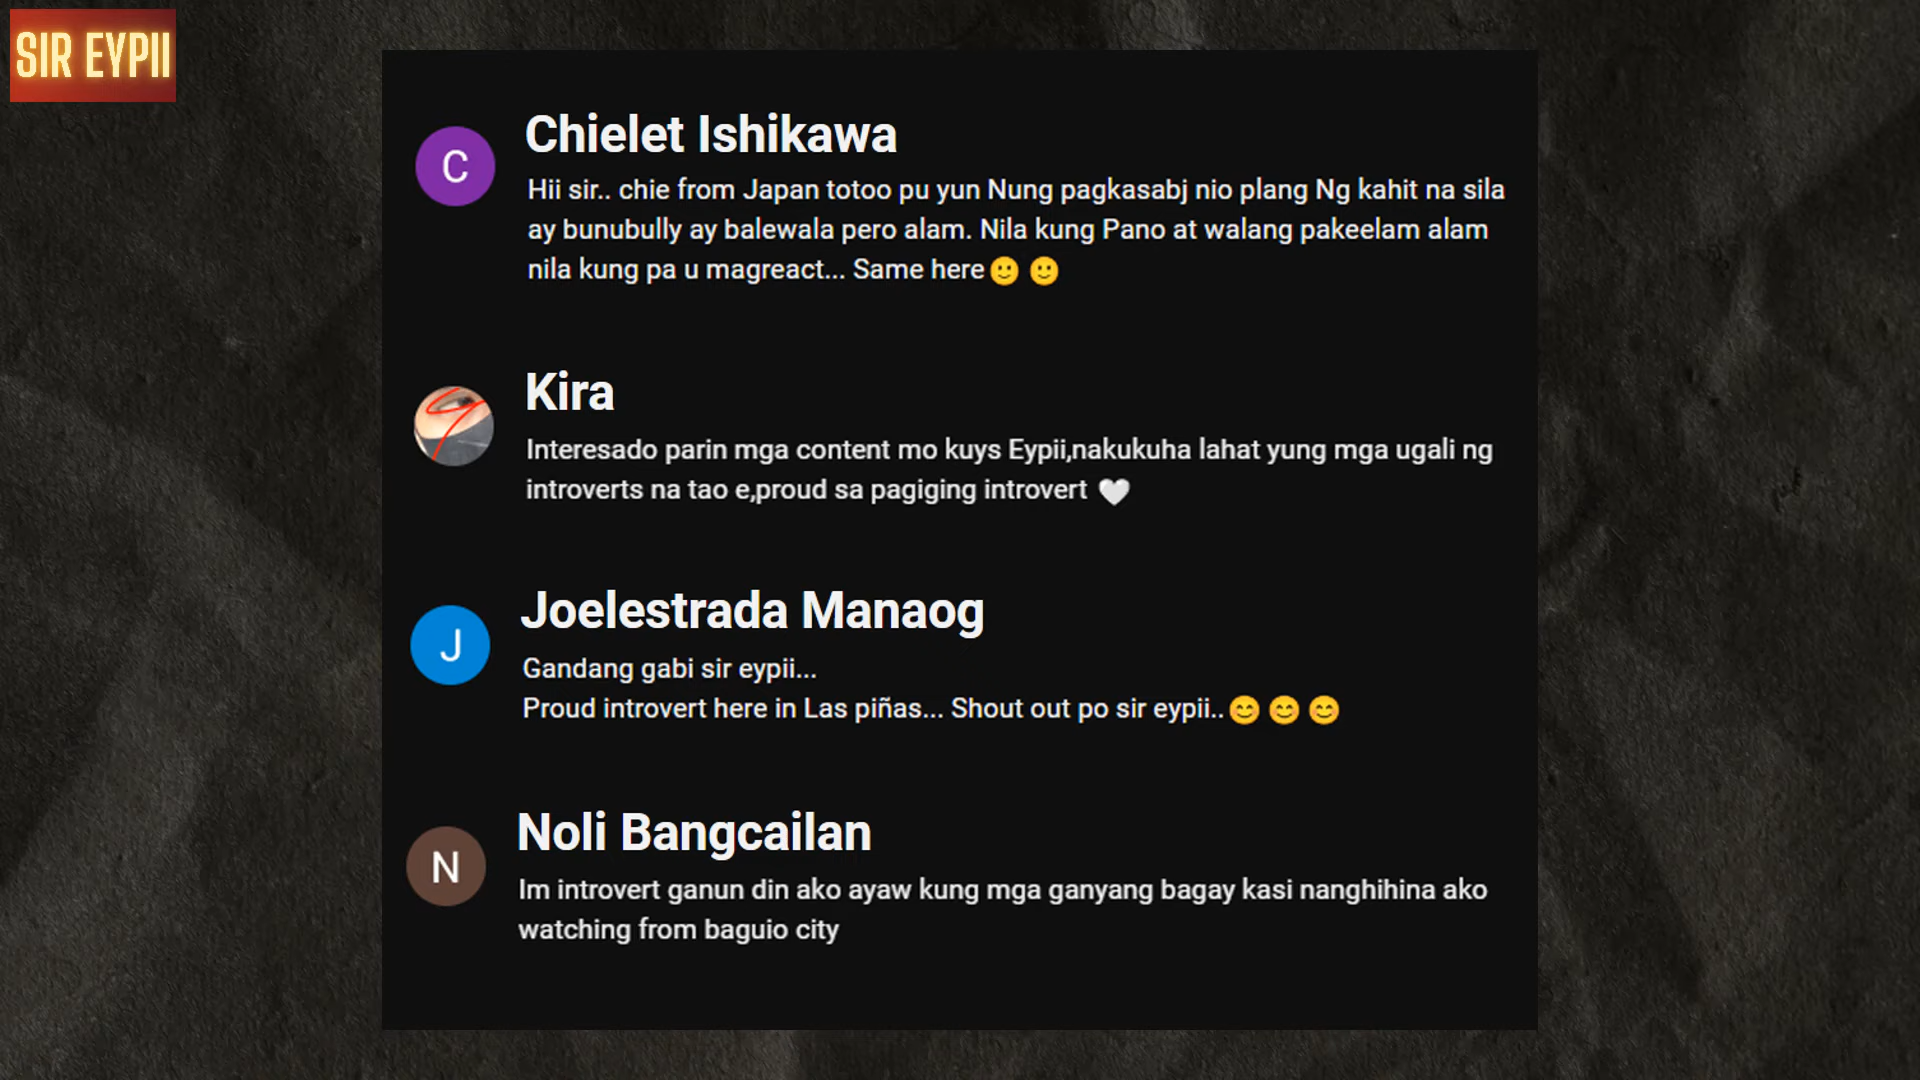 SIR EYPII
Chielet Ishikawa
Hii sir.. chie from Japan totoo pu yun Nung pagkasabj nio plang Ng kahit na sila
ay bunubully ay balewala pero alam. Nila kung Pano at walang pakeelam alam
nila kung pa u magreact... Same here🙂 🙂
Kira
Interesado parin mga content mo kuys Eypii,nakukuha lahat yung mga ugali ng
introverts na tao e,proud sa pagiging introvert 🤍
Joelestrada Manaog
Gandang gabi sir eypii...
Proud introvert here in Las piñas... Shout out po sir eypii..😊 😊 😊
Noli Bangcailan
Im introvert ganun din ako ayaw kung mga ganyang bagay kasi nanghihina ako
watching from baguio city